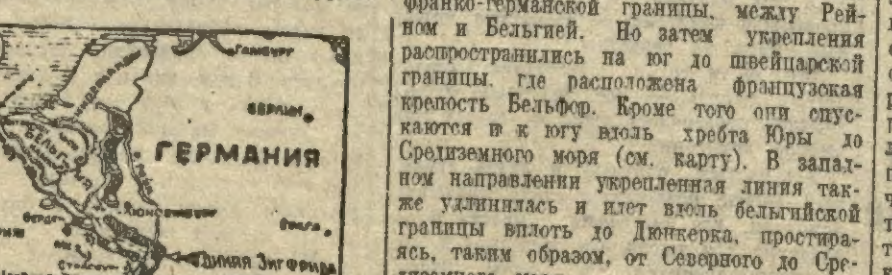 Гамбург
БЕРЛИН
ГЕРМАНИЯ
БЕЛЬГИЯ
Прага
ЛИНИЯ ЗИГФРИДА
франко-германской границы, между Рей-
ном и Бельгией. Но затем укрепления
распространились на юг до швейцарской
границы, где расположена французская
крепость Бельфор. Кроме того они спус-
каются и к югу вдоль хребта Юры до
Средиземного моря (см. карту). В запад-
ном направлении укрепленная линия так-
же удлинилась и идет вдоль бельгийской
границы вплоть до Дюнкерка, простира-
ясь, таким образом, от Северного до Сре-